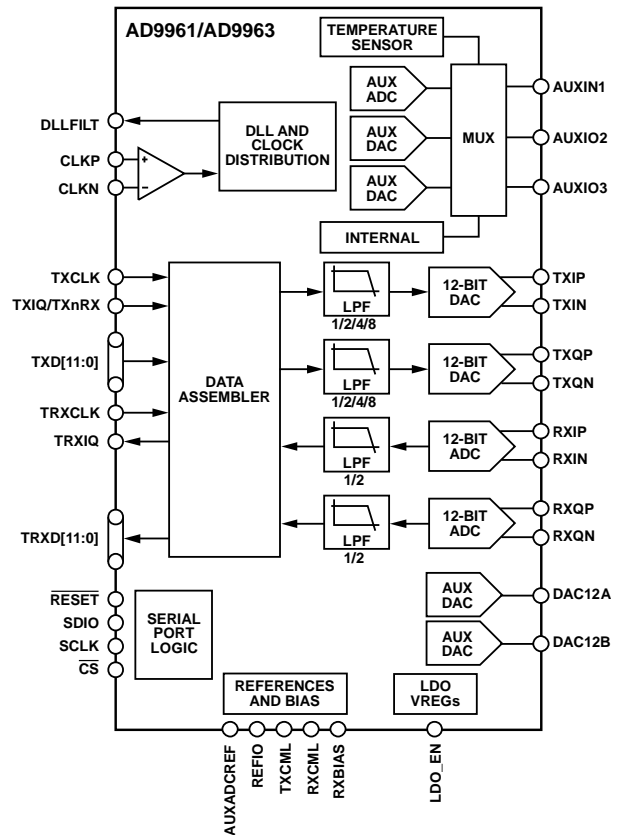 AD9961/AD9963
TEMPERATURE
SENSOR
AUX
ADC
AUXIN1
DLLFILT
DLL AND
CLOCK
DISTRIBUTION
AUX
DAC
MUX
AUXIO2
CLKP
+
CLKN
–
AUX
DAC
AUXIO3
INTERNAL
TXCLK
TXIQ/TXnRX
LPF
1/2/4/8
12-BIT
DAC
TXIP
TXIN
TXD[11:0]
DATA
ASSEMBLER
LPF
1/2/4/8
12-BIT
DAC
TXQP
TXQN
TRXCLK
TRXIQ
LPF
1/2
12-BIT
ADC
RXIP
RXIN
TRXD[11:0]
LPF
1/2
12-BIT
ADC
RXQP
RXQN
RESET
SDIO
SCLK
CS
SERIAL
PORT
LOGIC
AUX
DAC
DAC12A
AUX
DAC
DAC12B
REFERENCES
AND BIAS
LDO
VREGs
AUXADCREF
REFIO
TXCML
RXCML
RXBIAS
LDO_EN